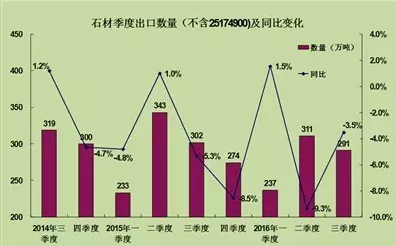 石材季度出口数量（不含25174900)及同比变化
450
400
350
300
250
200
4.0%
2.0%
0.0%
-2.0%
-4.0%
-6.0%
-8.0%
-10.0%
数量（万吨）
同比
1.2%
-4.7%
-4.8%
1.0%
-5.3%
-8.5%
1.5%
-9.3%
-3.5%
319
300
233
343
302
274
237
311
291
2014年三季度
四季度
2015年一季度
二季度
三季度
四季度
2016年一季度
二季度
三季度